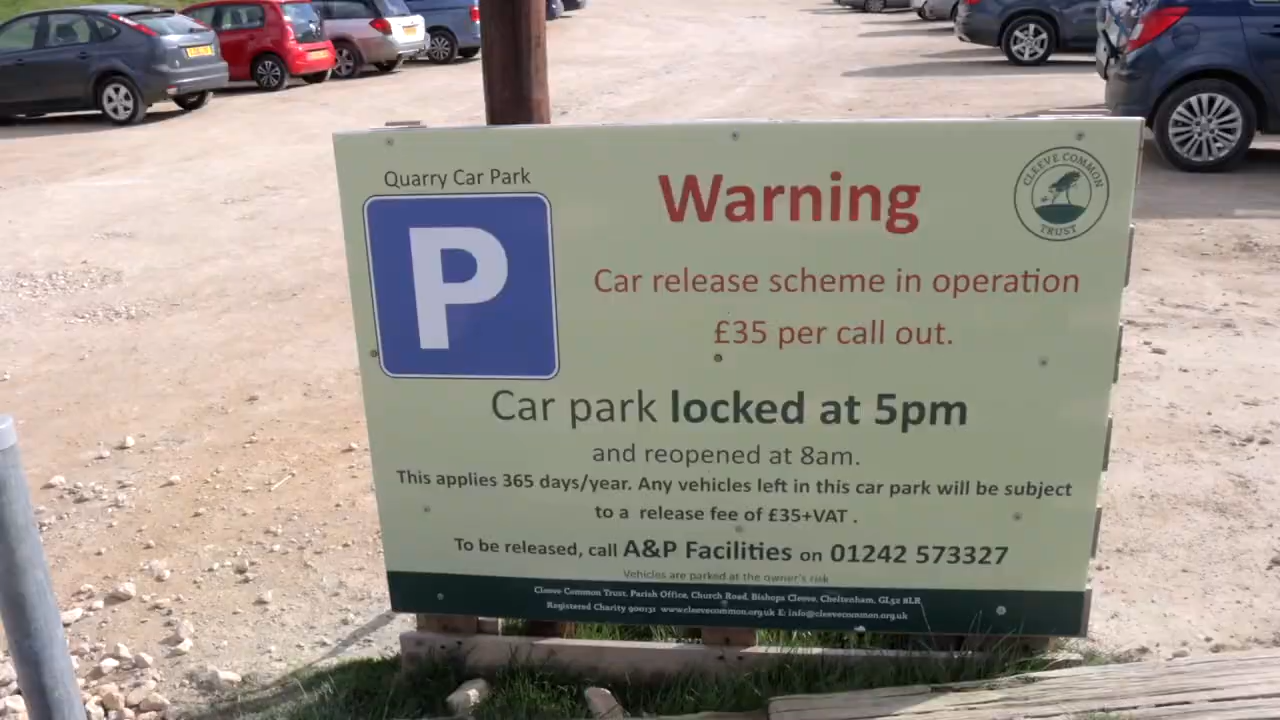 Quarry Car Park
P
Warning
CLEEVE COMMON
TRUST
Car release scheme in operation
£35 per call out.
Car park locked at 5pm
and reopened at 8am.
This applies 365 days/year. Any vehicles left in this car park will be subject
to a release fee of £35+VAT .
To be released, call A&P Facilities on 01242 573327
Vehicles are parked at the owner's risk
Cleeve Common Trust, Parish Office, Church Road, Bishops Cleeve, Cheltenham, GL52 8LR
Registered Charity 900131 www.cleevecommon.org.uk E: info@cleevecommon.org.uk